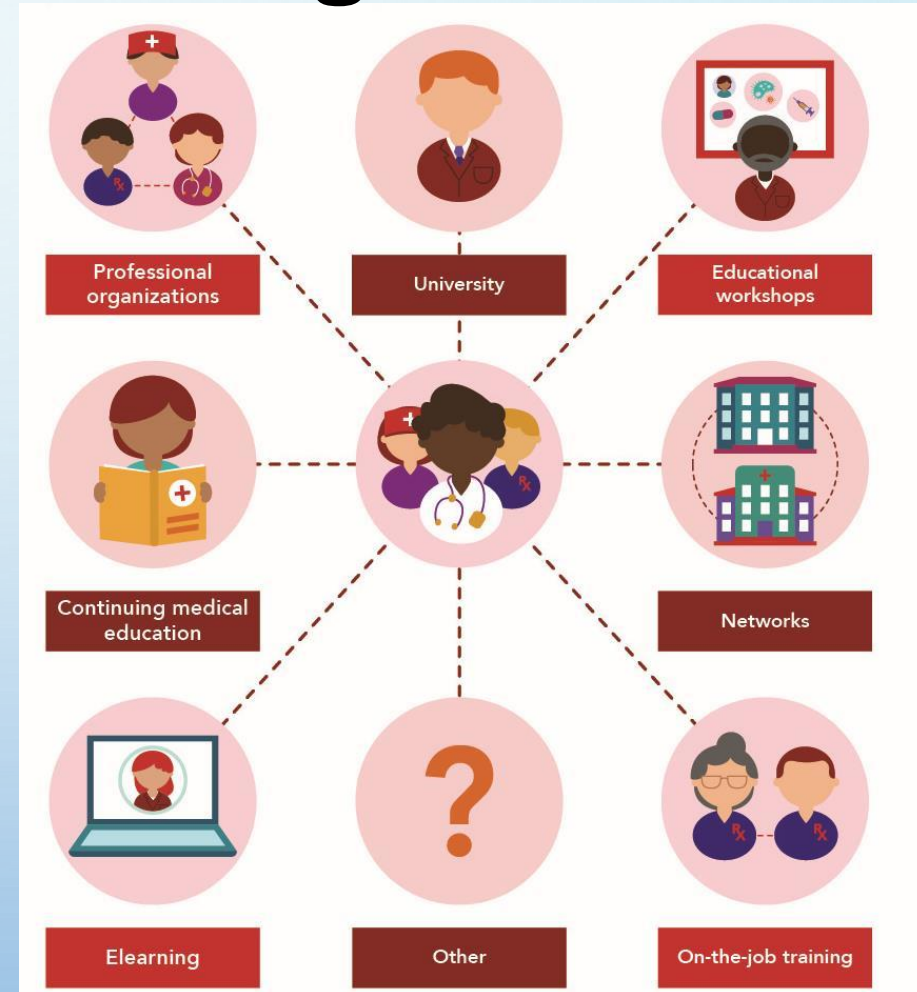 Professional
organizations
University
Educational
workshops
Continuing medical
education
Networks
Elearning
?
Other
On-the-job training